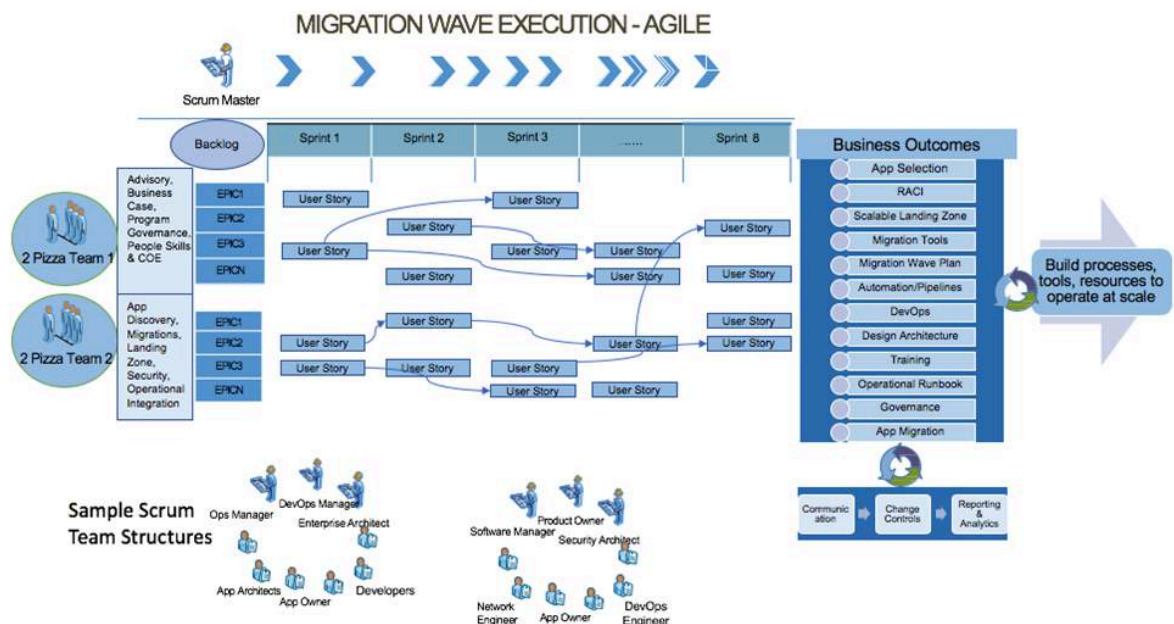 MIGRATION WAVE EXECUTION - AGILE
Scrum Master
Backlog
Sprint 1
Sprint 2
Sprint 3
......
Sprint 8
2 Pizza Team 1
Advisory,
Business
Case,
Program
Governance,
People Skills
& COE
EPIC1
EPIC2
EPIC3
EPICN
User Story
User Story
User Story
User Story
User Story
User Story
User Story
User Story
User Story
User Story
2 Pizza Team 2
App
Discovery,
Migrations,
Landing
Zone,
Security,
Operational
Integration
EPIC1
EPIC2
EPIC3
EPICN
User Story
User Story
User Story
User Story
User Story
User Story
User Story
User Story
User Story
User Story
Business Outcomes
App Selection
RACI
Scalable Landing Zone
Migration Tools
Migration Wave Plan
Automation/Pipelines
DevOps
Design Architecture
Training
Operational Runbook
Governance
App Migration
Build processes,
tools, resources to
operate at scale
Communic
ation
Change
Controls
Reporting
&
Analytics
Sample Scrum
Team Structures
Ops Manager
DevOps Manager
Enterprise Architect
App Architects
App Owner
Developers
Software Manager
Product Owner
Security Architect
Network
Engineer
App Owner
DevOps
Engineer